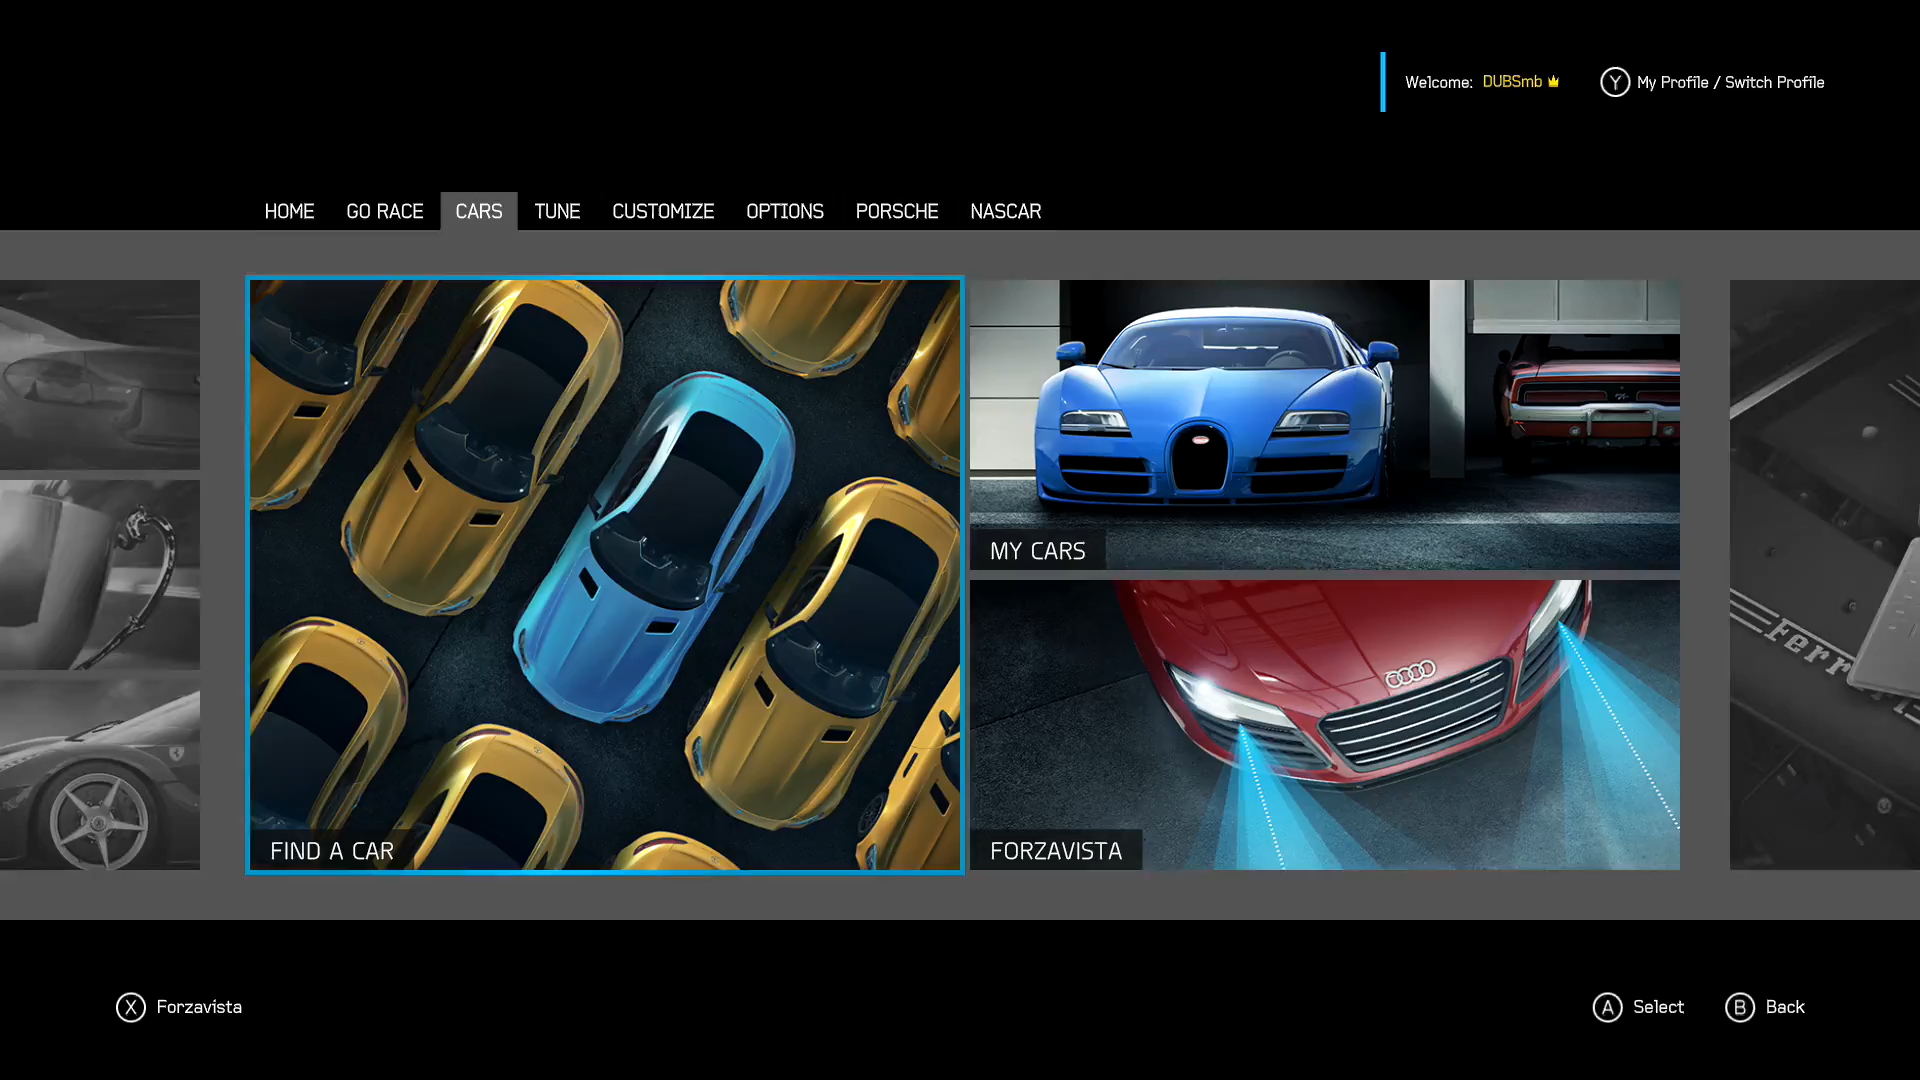 Welcome: DUBSmb
Y My Profile / Switch Profile
HOME GO RACE CARS TUNE CUSTOMIZE OPTIONS PORSCHE NASCAR
MY CARS
FIND A CAR
FORZAVISTA
X Forzavista
A Select
B Back